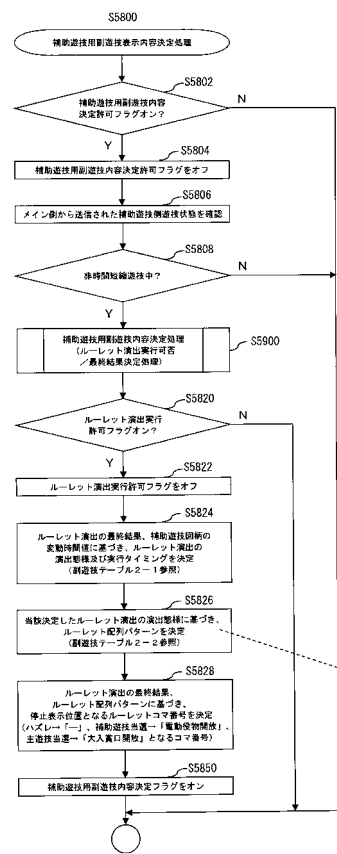 S5800
補助遊技用副遊技表示内容決定処理
S5802
補助遊技用副遊技内容
決定許可フラグオン?
N
Y
S5804
補助遊技用副遊技内容決定許可フラグをオフ
S5806
メイン側から送信された補助遊技側遊技状態を確認
S5808
非時間短縮遊技中?
N
Y
補助遊技用副遊技内容決定処理
(ルーレット演出実行可否
/最終結果決定処理)
S5900
S5820
ルーレット演出実行
許可フラグオン?
N
Y
S5822
ルーレット演出実行許可フラグをオフ
S5824
ルーレット演出の最終結果、補助遊技図柄の
変動時間値に基づき、ルーレット演出の
演出態様及び実行タイミングを決定
(副遊技テーブル2-1参照)
S5826
当該決定したルーレット演出の演出態様に基づき、
ルーレット配列パターンを決定
(副遊技テーブル2-2参照)
S5828
ルーレット演出の最終結果、
ルーレット配列パターンに基づき、
停止表示位置となるルーレットコマ番号を決定
(ハズレ→「―」、補助遊技当選→「電動役物開放」、
主遊技当選→「大入賞口開放」となるコマ番号)
S5850
補助遊技用副遊技内容決定フラグをオン